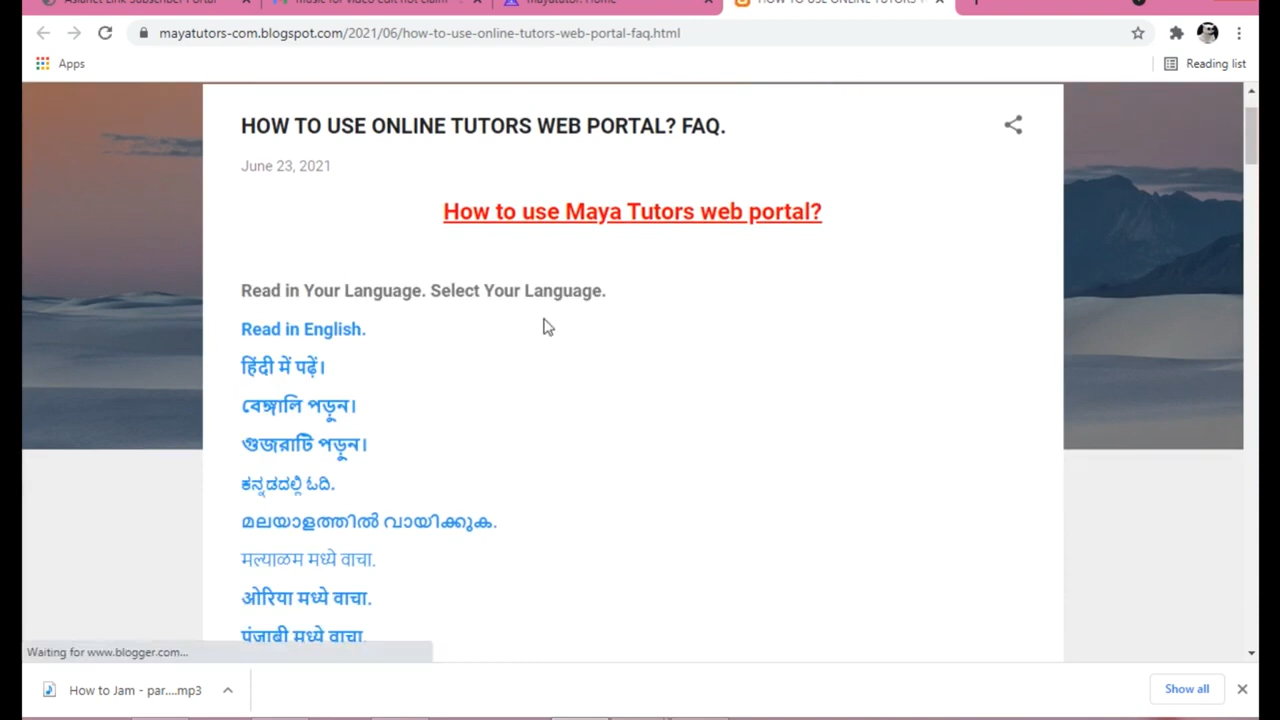 mayatutors-com.blogspot.com/2021/06/how-to-use-online-tutors-web-portal-faq.html
Apps
Reading list
HOW TO USE ONLINE TUTORS WEB PORTAL? FAQ.
June 23, 2021
How to use Maya Tutors web portal?
Read in Your Language. Select Your Language.
Read in English.
हिंदी में पढ़ें।
বেঙ্গালি পড়ুন।
গুজরাটি পড়ুন।
ಕನ್ನಡದಲ್ಲಿ ಓದಿ.
മലയാളത്തിൽ വായിക്കുക.
मल्याळम मध्ये वाचा.
ओरिया मध्ये वाचा.
पंजाबी मध्ये वाचा.
Waiting for www.blogger.com...
How to Jam - par....mp3
Show all